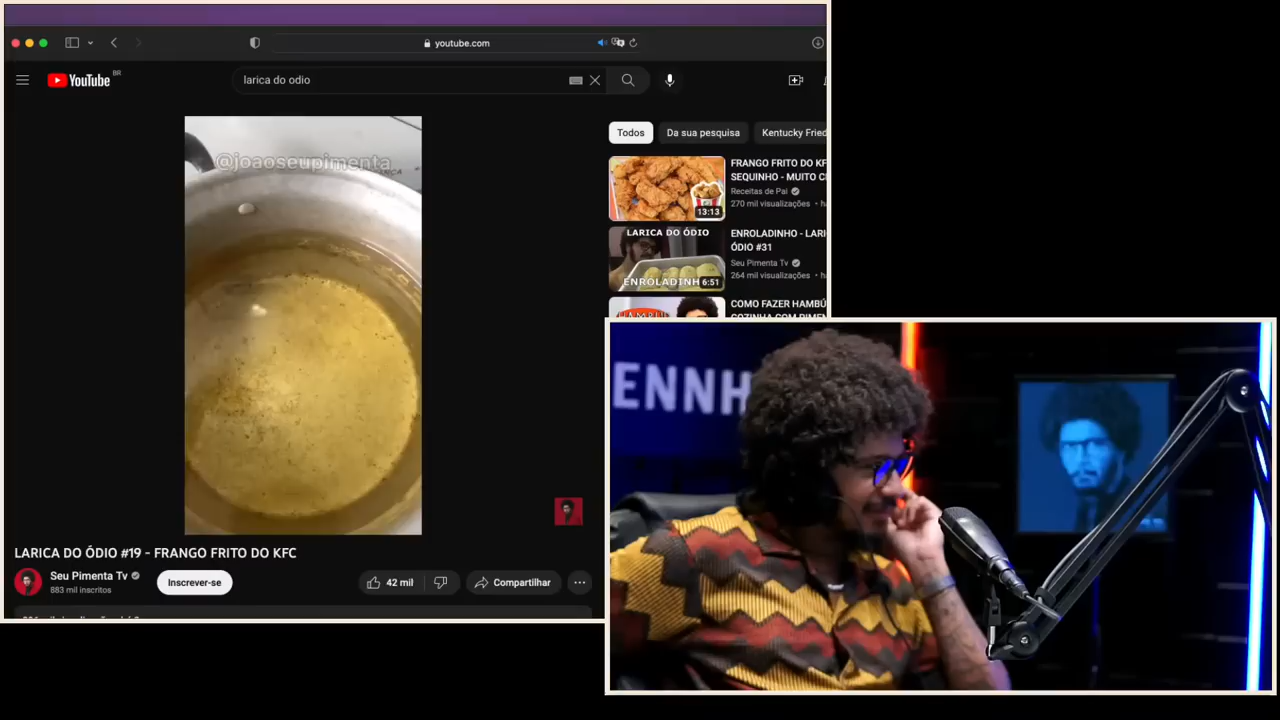 youtube.com
YouTube BR
larica do odio
@joaoseupimenta
Todos
Da sua pesquisa
Kentucky Fried
FRANGO FRITO DO KF
SEQUINHO - MUITO C
Receitas de Pai
270 mil visualizações •
13:13
LARICA DO ÓDIO
ENROLADINH
6:51
ENROLADINHO - LARI
ÓDIO #31
Seu Pimenta Tv
264 mil visualizações •
COMO FAZER HAMBÚ
LARICA DO ÓDIO #19 - FRANGO FRITO DO KFC
Seu Pimenta Tv
883 mil inscritos
Inscrever-se
42 mil
Compartilhar
ENNH